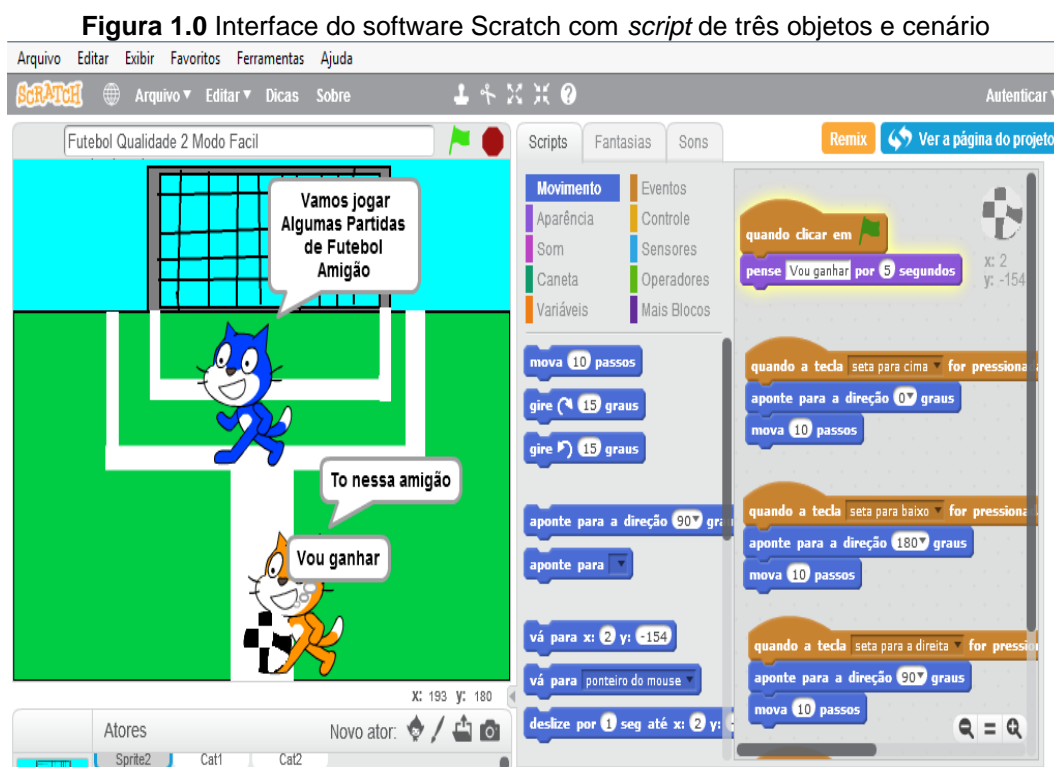 Figura 1.0 Interface do software Scratch com script de três objetos e cenário
Arquivo Editar Exibir Favoritos Ferramentas Ajuda
SCRATCH Arquivo Editar Dicas Sobre Autenticar
Futebol Qualidade 2 Modo Facil
Vamos jogar
Algumas Partidas
de Futebol
Amigão
To nessa amigão
Vou ganhar
x: 193 y: 180
Atores Novo ator:
Sprite2 Cat1 Cat2
Scripts Fantasias Sons
Remix Ver a página do projeto
Movimento Eventos
Aparência Controle
Som Sensores
Caneta Operadores
Variáveis Mais Blocos
mova 10 passos
gire 15 graus
gire 15 graus
aponte para a direção 90 gra
aponte para
vá para x: 2 y: -154
vá para ponteiro do mouse
deslize por 1 seg até x: 2 y:
quando clicar em
pense Vou ganhar por 5 segundos
x: 2
y: -154
quando a tecla seta para cima for pressiona
aponte para a direção 0 graus
mova 10 passos
quando a tecla seta para baixo for pressiona
aponte para a direção 180 graus
mova 10 passos
quando a tecla seta para a direita for pressio
aponte para a direção 90 graus
mova 10 passos